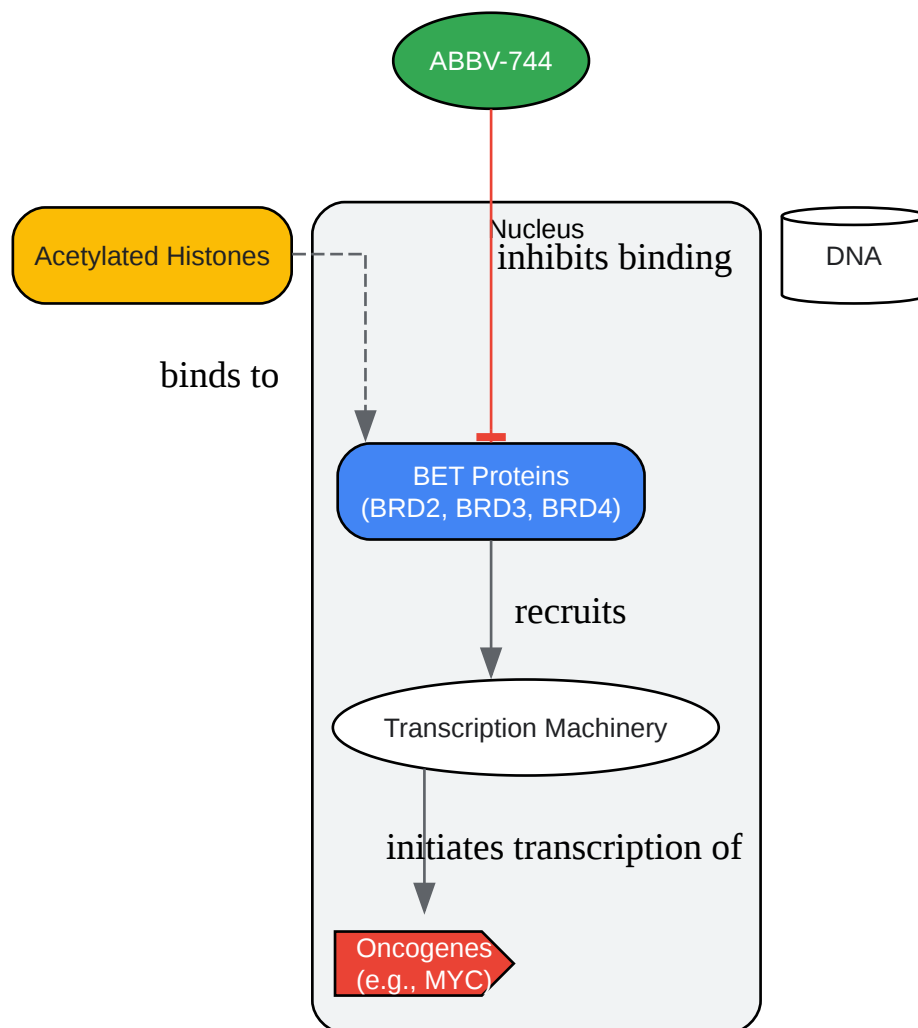 ABBV-744
Nucleus
Acetylated Histones
inhibits binding
DNA
binds to
BET Proteins
(BRD2, BRD3, BRD4)
recruits
Transcription Machinery
initiates transcription of
Oncogenes
(e.g., MYC)